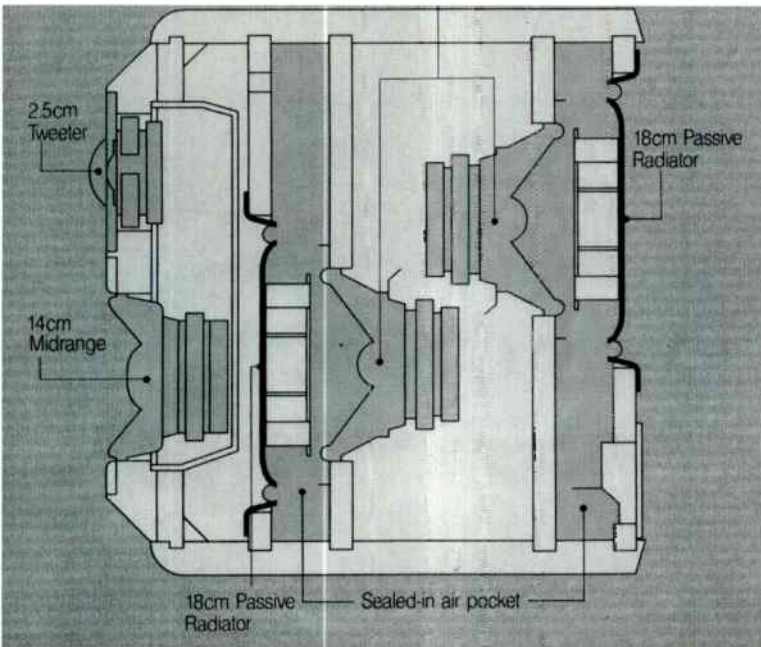 2.5cm
Tweeter
18cm Passive
Radiator
14cm
Midrange
18cm Passive
Radiator
Sealed-in air pocket